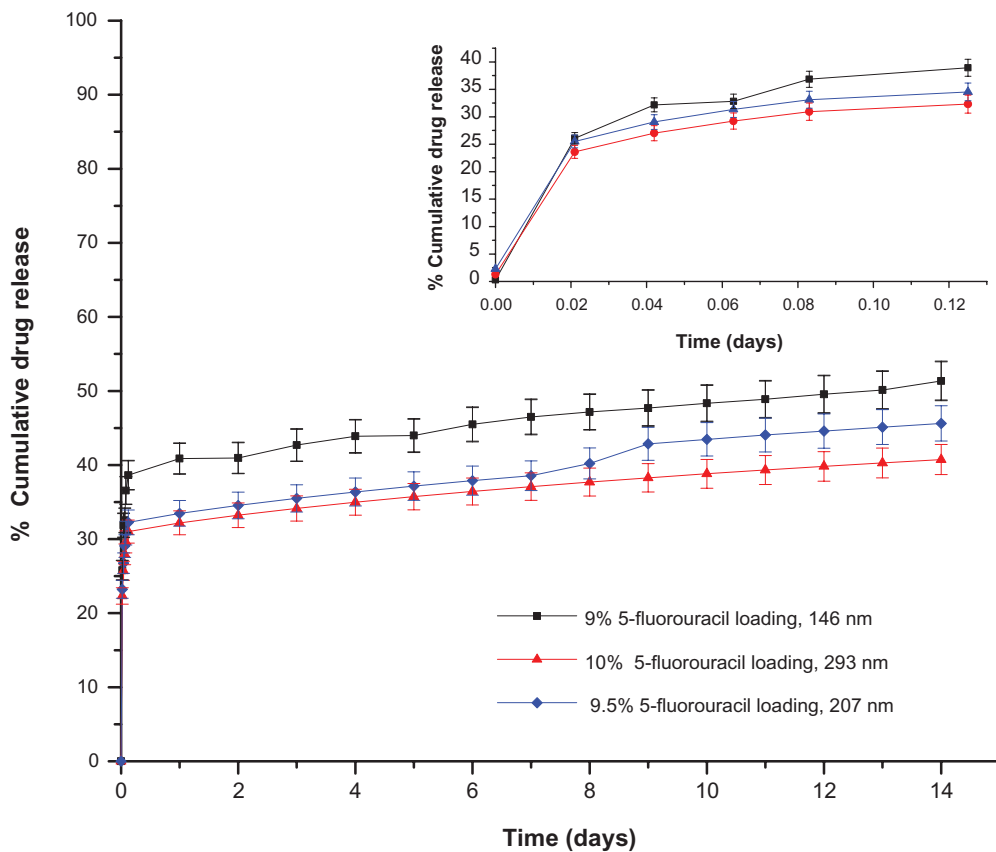 100
90
80
70
60
50
40
30
20
10
0
% Cumulative drug release
0 2 4 6 8 10 12 14
Time (days)
40
35
30
25
20
15
10
5
0
% Cumulative drug release
0.00 0.02 0.04 0.06 0.08 0.10 0.12
Time (days)
9% 5-fluorouracil loading, 146 nm
10% 5-fluorouracil loading, 293 nm
9.5% 5-fluorouracil loading, 207 nm